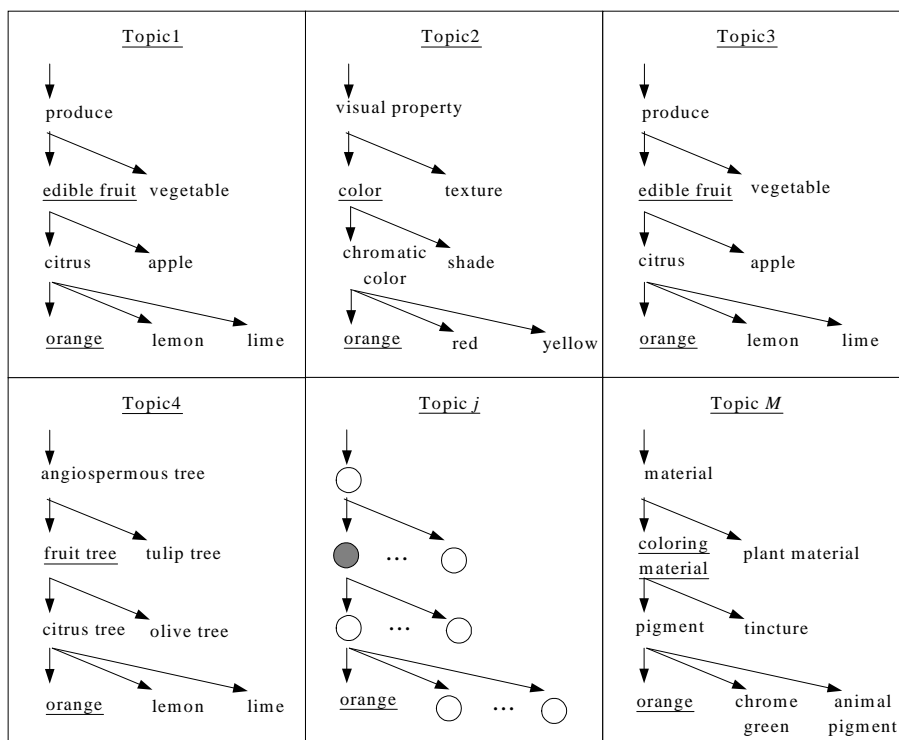 Topic1
produce
edible fruit vegetable
citrus apple
orange lemon lime
Topic2
visual property
color texture
chromatic
color
shade
orange red yellow
Topic3
produce
edible fruit vegetable
citrus apple
orange lemon lime
Topic4
angiospermous tree
fruit tree tulip tree
citrus tree olive tree
orange lemon lime
Topic j
...
...
orange ...
Topic M
material
coloring
material
plant material
pigment tincture
orange
chrome
green
animal
pigment